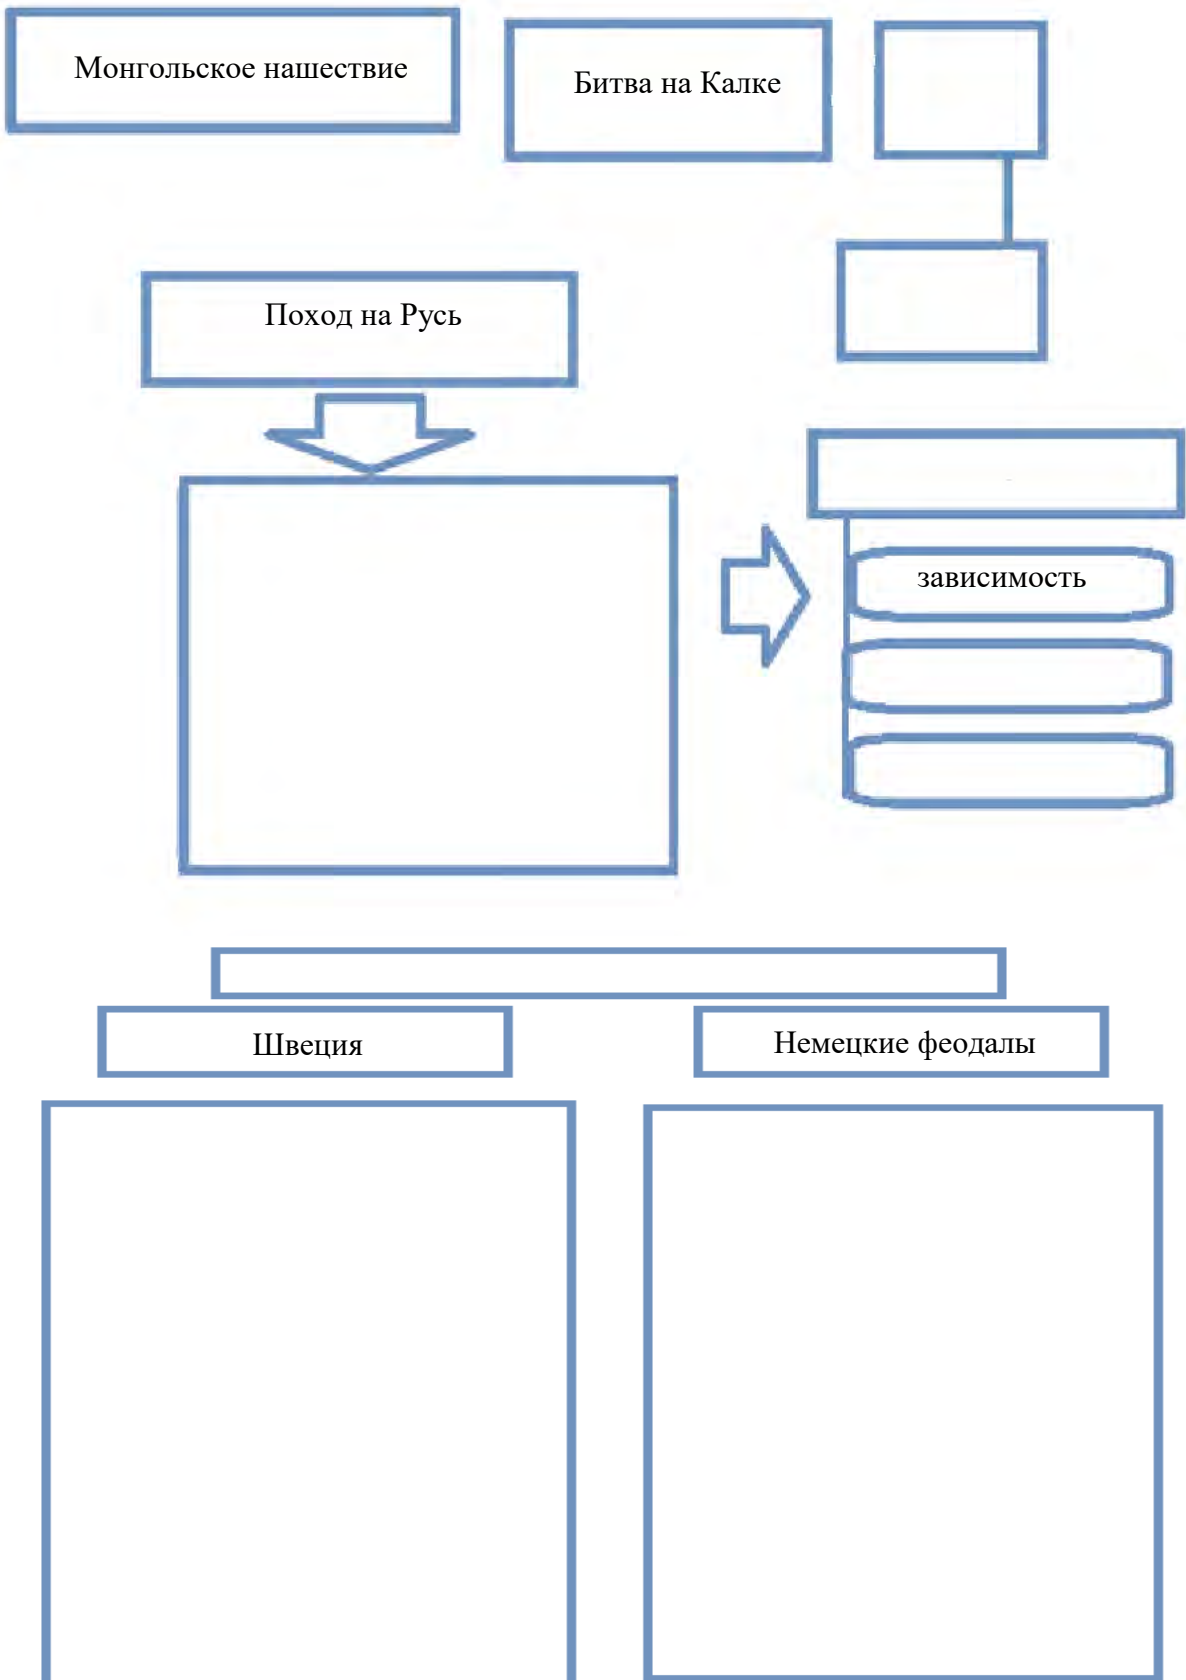 Монгольское нашествие
Битва на Калке
Поход на Русь
зависимость
Швеция
Немецкие феодалы